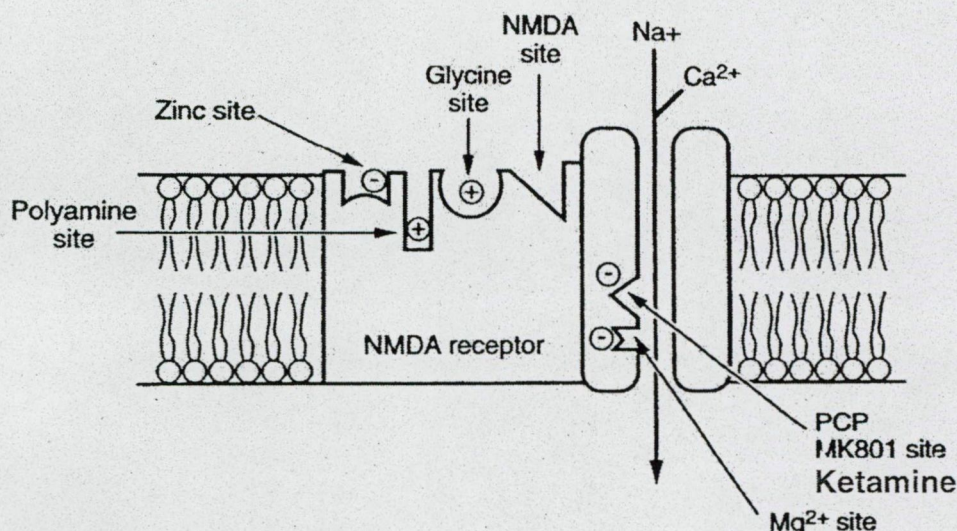 NMDA
site
Na+
Ca²⁺
Glycine
site
Zinc site
Polyamine
site
NMDA receptor
PCP
MK801 site
Ketamine
Mg²⁺ site